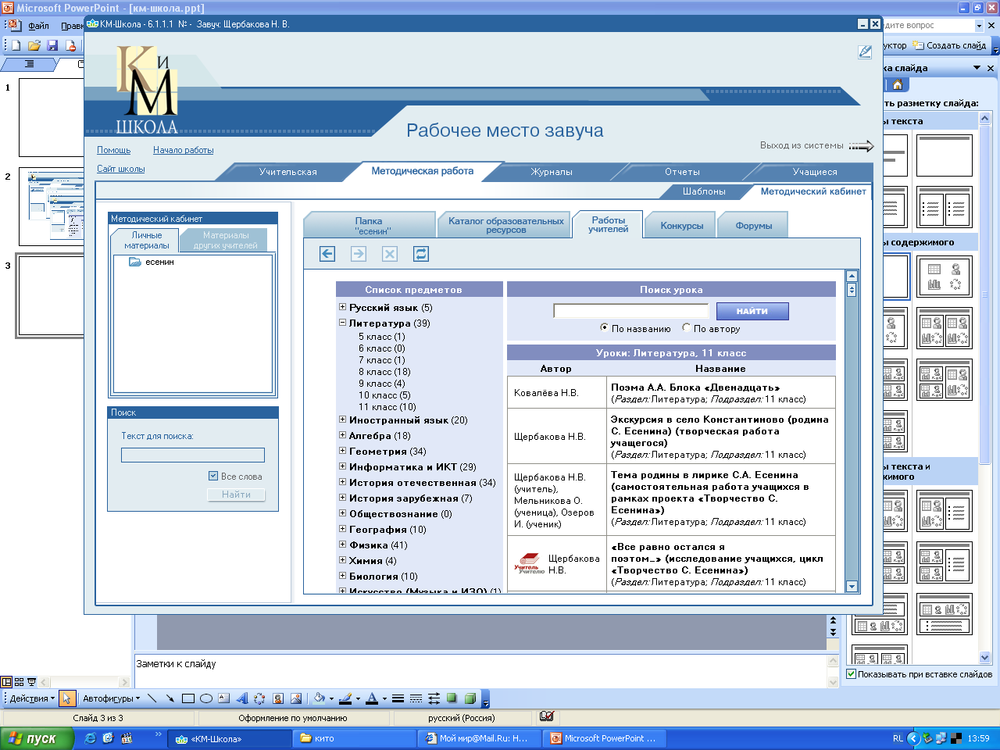 Microsoft PowerPoint - [км-школа.ppt]
Файл
КМ-Школа - 6.1.1.1 № - Завуч: Щербакова Н. В.
КИМ
ШКОЛА
Рабочее место завуча
Помощь
Начало работы
Сайт школы
Выход из системы
Учительская
Методическая работа
Журналы
Отчеты
Учащиеся
Шаблоны
Методический кабинет
Методический кабинет
Личные материалы
Материалы других учителей
есенин
Поиск
Текст для поиска:
Все слова
Найти
Папка "есенин"
Каталог образовательных ресурсов
Работы учителей
Конкурсы
Форумы
Список предметов
Русский язык (5)
Литература (39)
5 класс (1)
6 класс (0)
7 класс (1)
8 класс (18)
9 класс (4)
10 класс (5)
11 класс (10)
Иностранный язык (20)
Алгебра (18)
Геометрия (34)
Информатика и ИКТ (29)
История отечественная (34)
История зарубежная (7)
Обществознание (0)
География (10)
Физика (41)
Химия (4)
Биология (10)
Искусство (Музыка и ИЗО) (1)
Поиск урока
НАЙТИ
По названию
По автору
Уроки: Литература, 11 класс
Автор
Название
Ковалёва Н.В.
Поэма А.А. Блока «Двенадцать»
(Раздел: Литература; Подраздел: 11 класс)
Щербакова Н.В.
Экскурсия в село Константиново (родина
С. Есенина) (творческая работа
учащегося)
(Раздел: Литература; Подраздел: 11 класс)
Щербакова Н.В.
(учитель),
Мельникова О.
(ученица), Озеров
И. (ученик)
Тема родины в лирике С.А. Есенина
(самостоятельная работа учащихся в
рамках проекта «Творчество С.
Есенина»)
(Раздел: Литература; Подраздел: 11 класс)
Учитель
Учителю
Щербакова
Н.В.
«Все равно остался я
поэтом…» (исследование учащихся, цикл
«Творчество С. Есенина»)
(Раздел: Литература; Подраздел: 11 класс)
1
2
3
дите вопрос
уктор
Создать слайд
ка слайда
ть разметку слайда:
ы текста
ы содержимого
ы текста и
жимого
Показывать при вставке слайдов
Заметки к слайду
Действия
Автофигуры
Слайд 3 из 3
Оформление по умолчанию
русский (Россия)
пуск
«КМ-Школа»
кито
Мой мир@Mail.Ru: Н...
Microsoft PowerPoint ...
RL
13:59